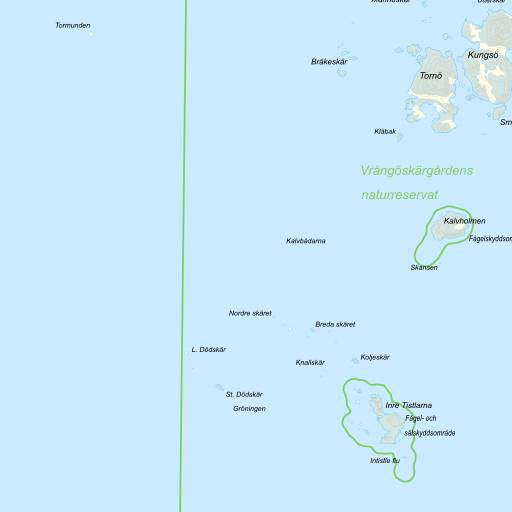 Tormunden
Bräkeskär
Kungsö
Tornö
Klåbak
Vrångöskärgårdens
naturreservat
Kalvholmen
Kalvbådarna
Skansen
Nordre skäret
Breda skäret
L. Dödskär
Koljeskär
Knallskär
St. Dödskär
Gröningen
Inre Tistlarna
Fågel- och
sälskyddsområde
Intistle flu